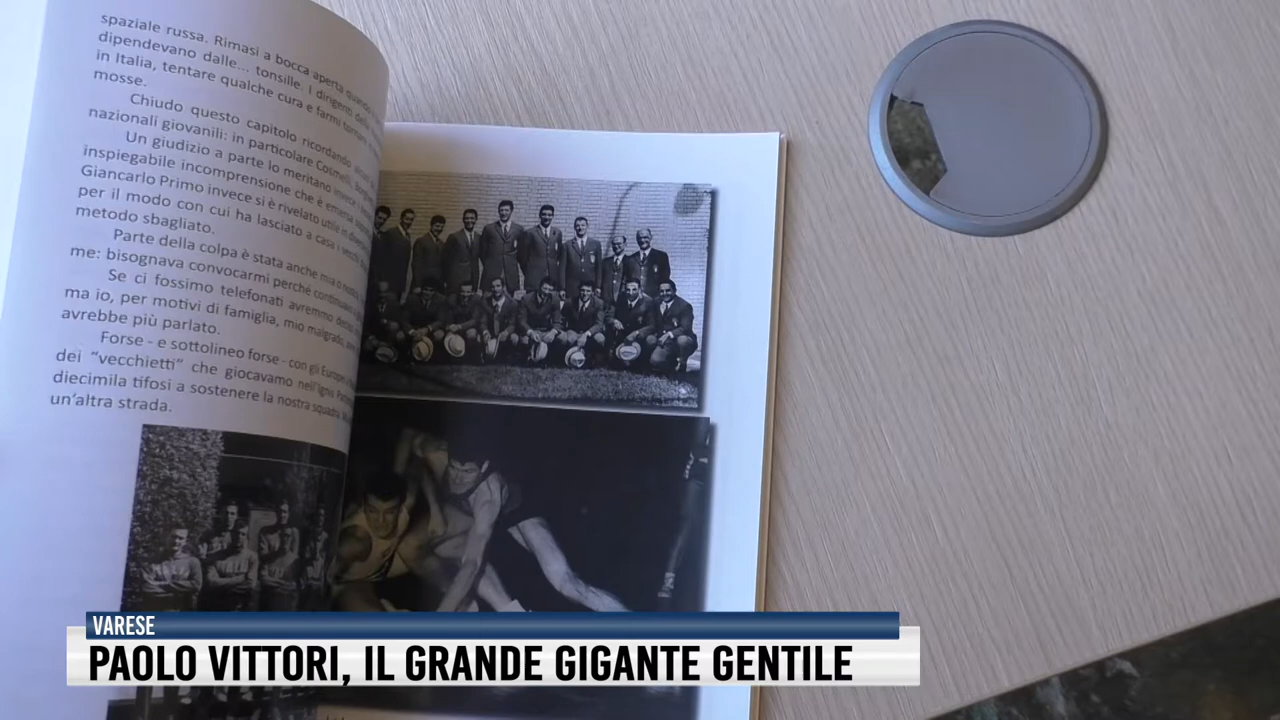 spaziale russa. Rimasi a bocca aperta quando
dipendevano dalle... tonsille. I dirigenti
in Italia, tentare qualche cura e farmi
mosse.
Chiudo questo capitolo ricordando
nazionali giovanili: in particolare Cosmelli,
Un giudizio a parte lo meritano invece
inspiegabile incomprensione che è emersa
Giancarlo Primo invece si è rivelato utile in
per il modo con cui ha lasciato a casa i vecchi
metodo sbagliato.
Parte della colpa è stata anche mia o
me: bisognava convocarmi perché
Se ci fossimo telefonati avremmo
ma io, per motivi di famiglia, mio malgrado,
avrebbe più parlato.
Forse - e sottolineo forse - con gli Europei
dei “vecchietti” che giocavamo nell'Ignis
diecimila tifosi a sostenere la nostra squadra.
un'altra strada.
VARESE
PAOLO VITTORI, IL GRANDE GIGANTE GENTILE